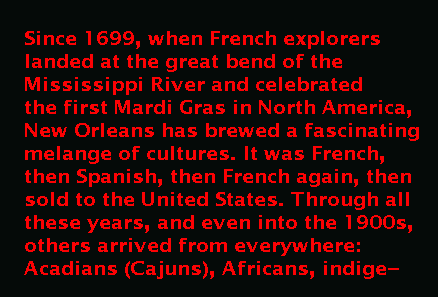 Since 1699, when French explorers
landed at the great bend of the
Mississippi River and celebrated
the first Mardi Gras in North America,
New Orleans has brewed a fascinating
melange of cultures. It was French,
then Spanish, then French again, then
sold to the United States. Through all
these years, and even into the 1900s,
others arrived from everywhere:
Acadians (Cajuns), Africans, indige–